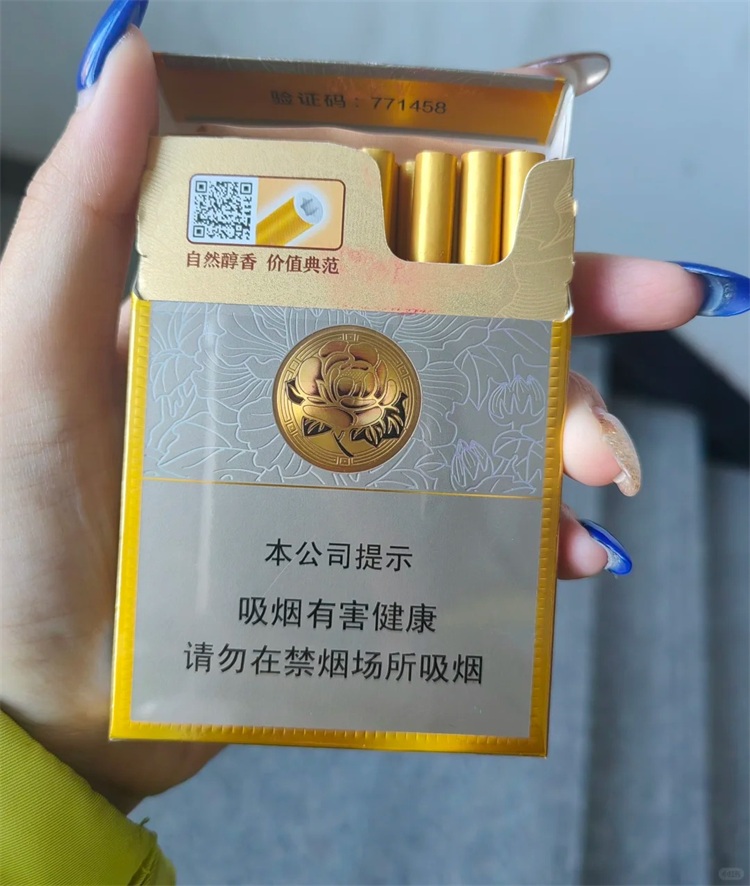 验证码：771458
自然醇香 价值典范
本公司提示
吸烟有害健康
请勿在禁烟场所吸烟